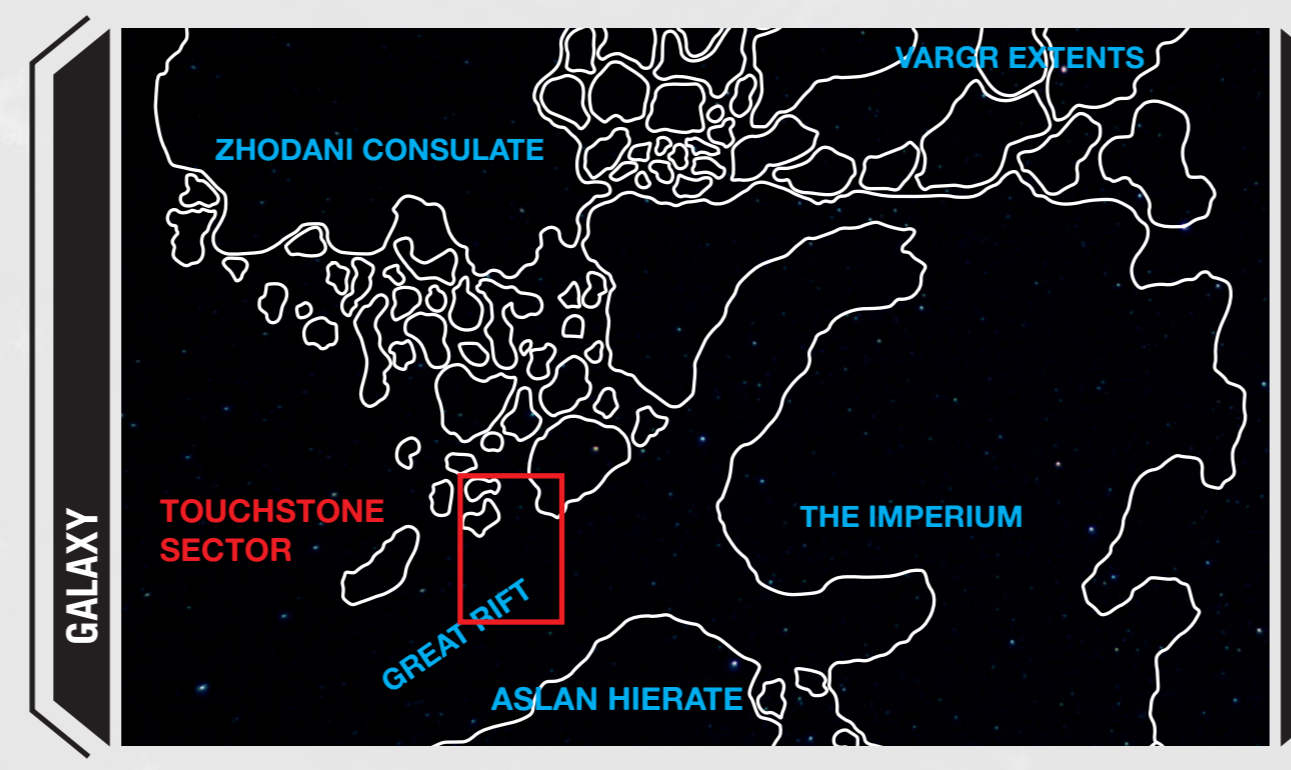 GALAXY
VARGR EXTENTS
ZHODANI CONSULATE
TOUCHSTONE
SECTOR
THE IMPERIUM
GREAT RIFT
ASLAN HIERATE